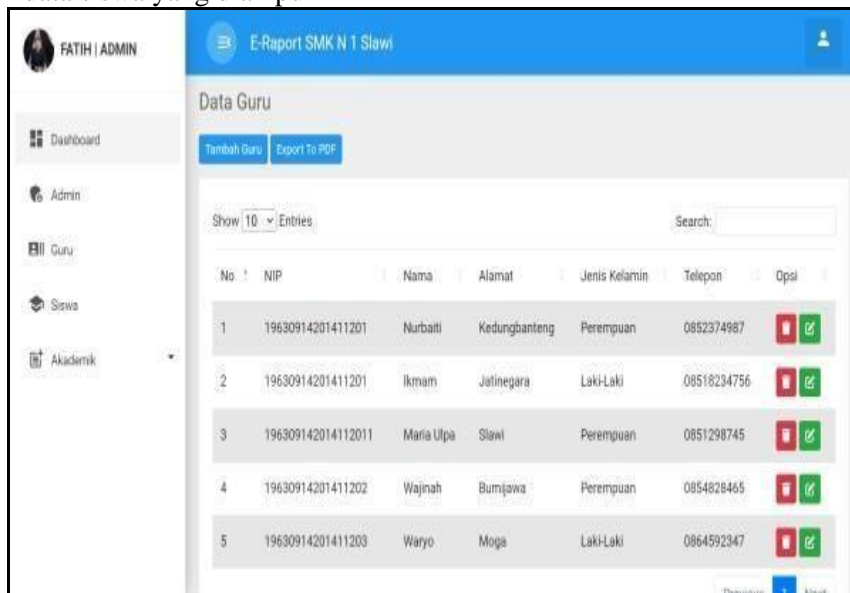 FATIH | ADMIN
E-Raport SMK N 1 Slawi
Data Guru
Tambah Guru Export To PDF
Dashboard
Admin
Guru
Siswa
Akademik
Show 10 Entries Search:
No NIP Nama Alamat Jenis Kelamin Telepon Opsi
1 19630914201411201 Nurbaiti Kedungbanteng Perempuan 0852374987
2 19630914201411201 Ikmam Jatinegara Laki-Laki 08518234756
3 196309142014112011 Maria Ulpa Slawi Perempuan 0851298745
4 19630914201411202 Wajinah Bumijawa Perempuan 0854828465
5 19630914201411203 Waryo Moga Laki-Laki 0864592347
Previous 1 Next